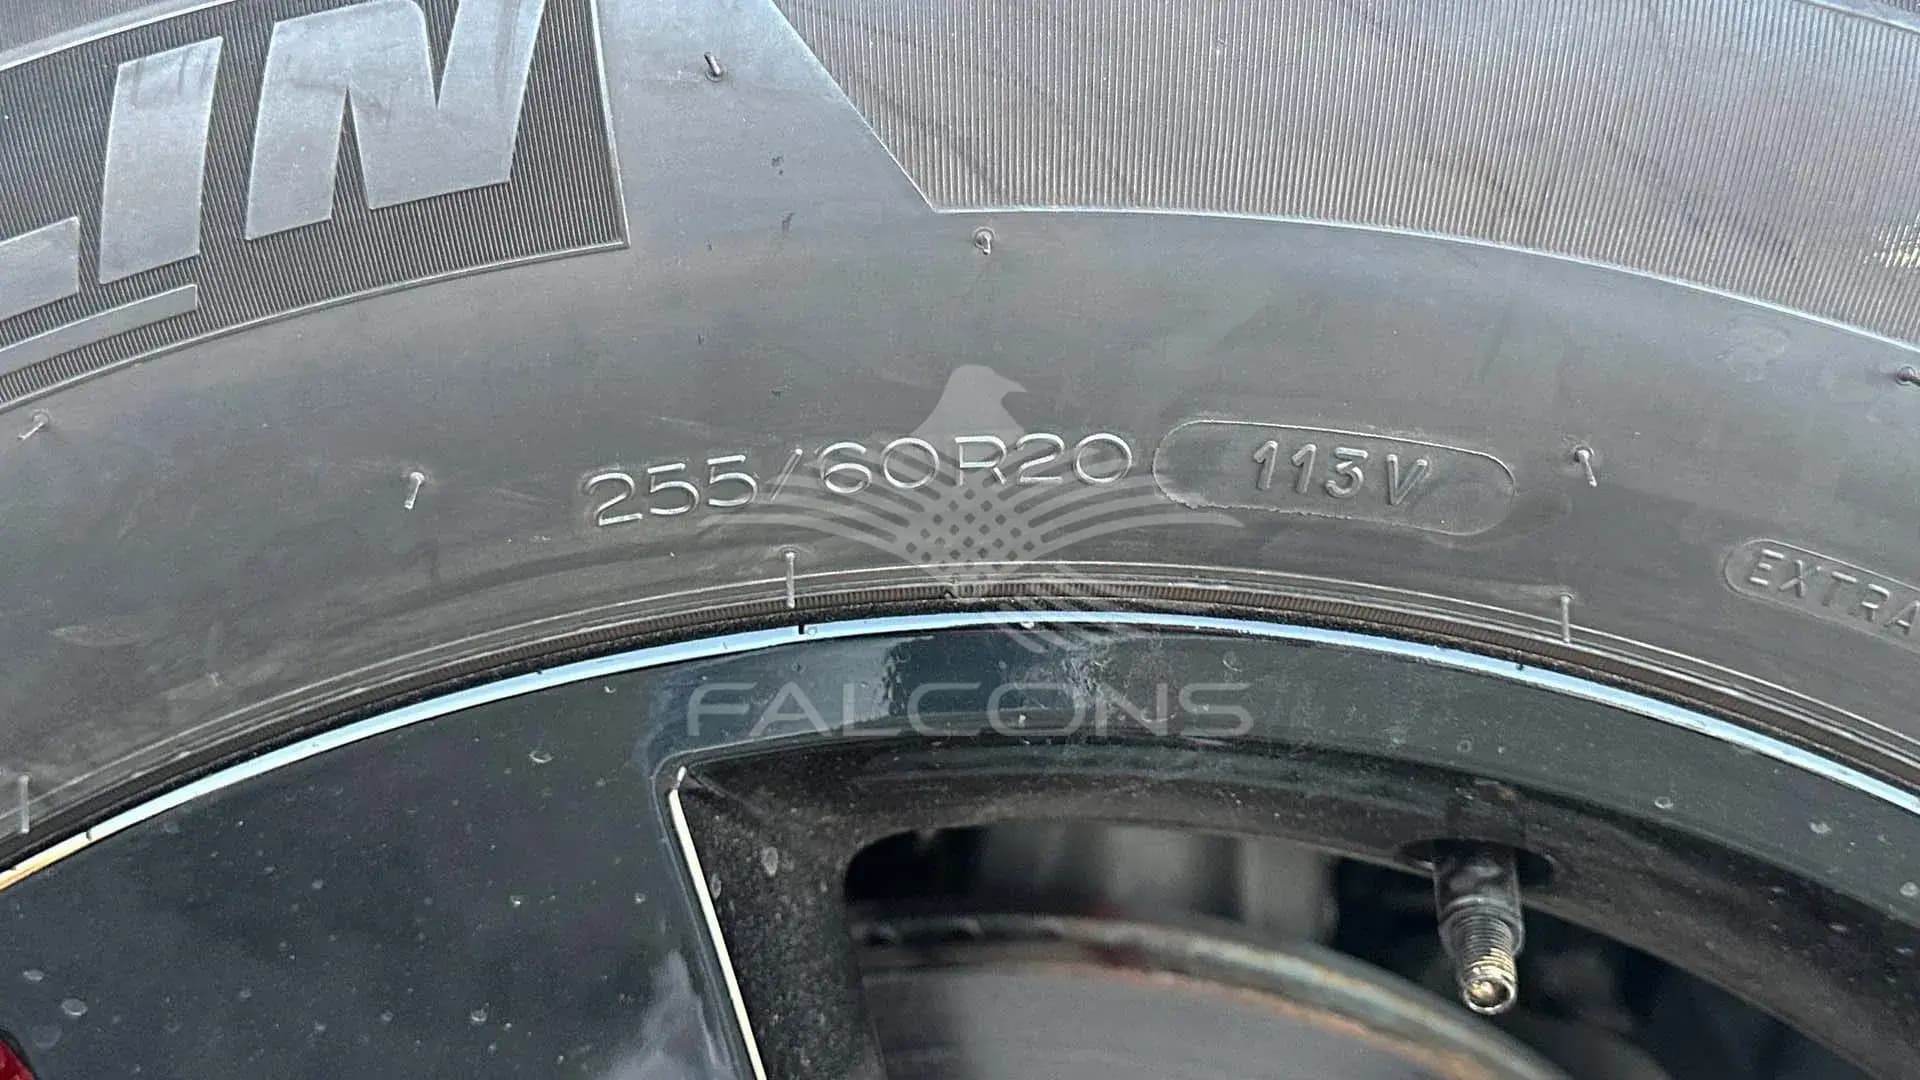 LIN
255/60R20 113V
EXTRA
FALCONS